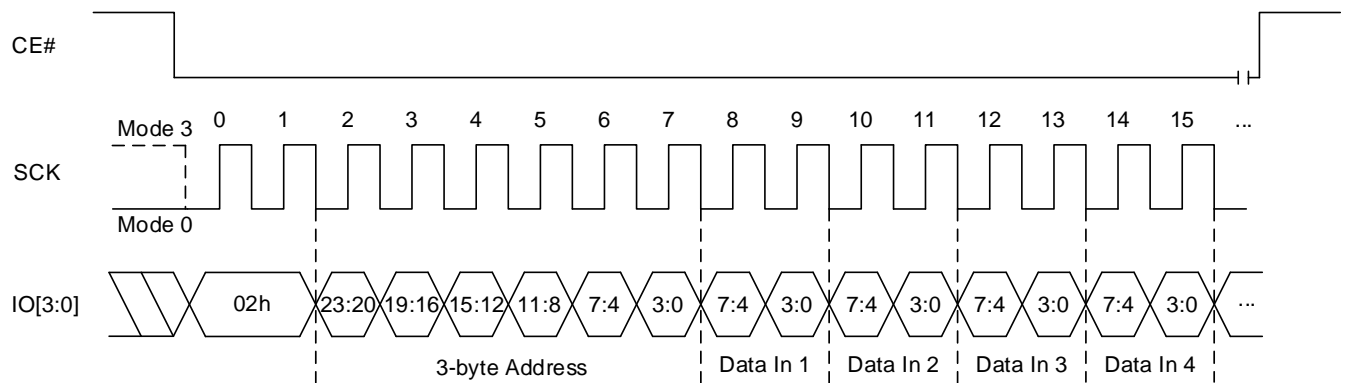 CE#
Mode 3 0 1 2 3 4 5 6 7 8 9 10 11 12 13 14 15 ...
SCK
Mode 0
IO[3:0] 02h 23:20 19:16 15:12 11:8 7:4 3:0 7:4 3:0 7:4 3:0 7:4 3:0 7:4 3:0 ...
3-byte Address Data In 1 Data In 2 Data In 3 Data In 4